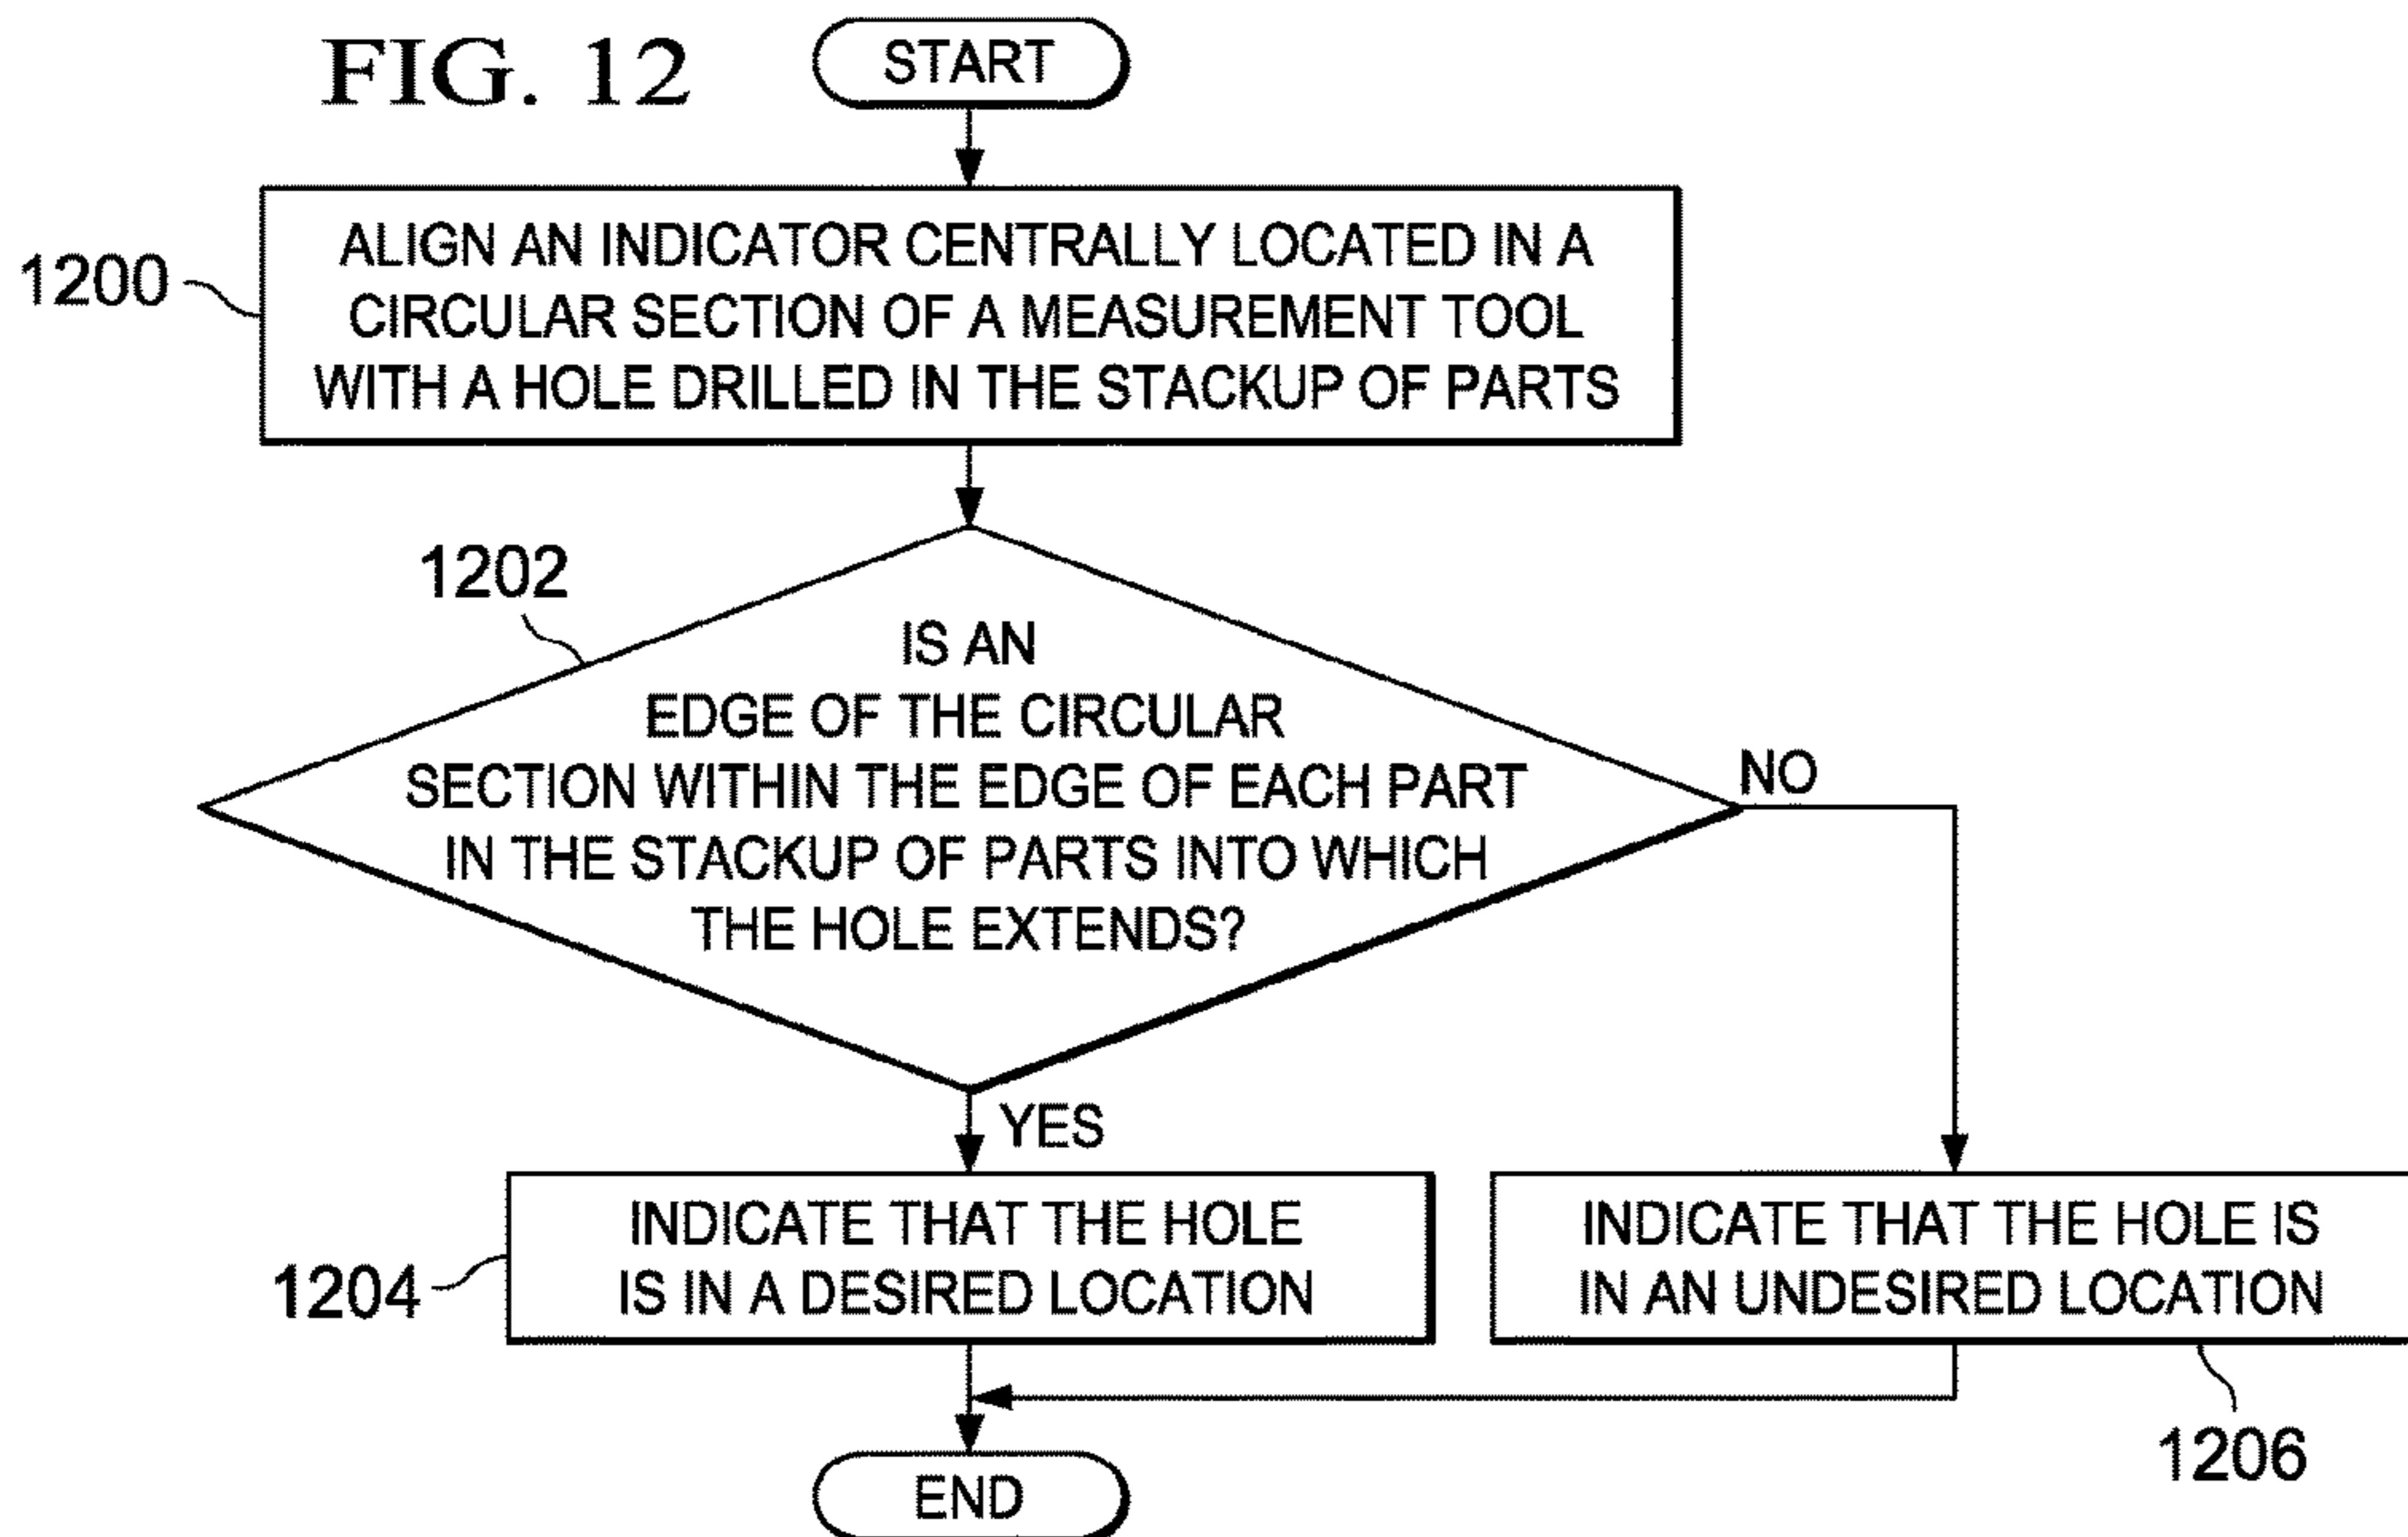 FIG. 12
START
1200
ALIGN AN INDICATOR CENTRALLY LOCATED IN A
CIRCULAR SECTION OF A MEASUREMENT TOOL
WITH A HOLE DRILLED IN THE STACKUP OF PARTS
1202
IS AN
EDGE OF THE CIRCULAR
SECTION WITHIN THE EDGE OF EACH PART
IN THE STACKUP OF PARTS INTO WHICH
THE HOLE EXTENDS?
NO
YES
1204
INDICATE THAT THE HOLE
IS IN A DESIRED LOCATION
INDICATE THAT THE HOLE IS
IN AN UNDESIRED LOCATION
1206
END